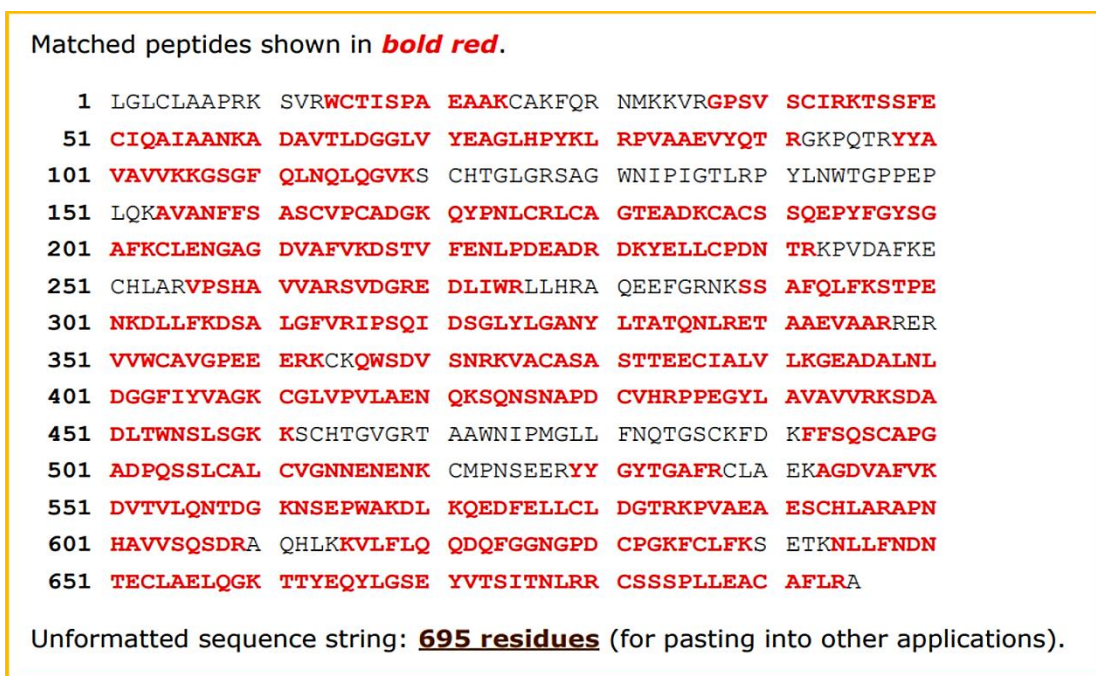 Matched peptides shown in bold red.
1 LGLCLAAPRK SVRWCTISPA EAAKCAKFQR NMKKVRGPSV SCIRKTSSFE
51 CIQAIAANKA DAVTLDGGLV YEAGLHPYKL RPVAAEVYQT RGKPQTRYYA
101 VAVVKKGSGF QLNQLQGVKS CHTGLGRSAG WNIPIGTLRP YLNWTGPPEP
151 LQKAVANFFS ASCVPCADGK QYPNLCRLCA GTEADKCACS SQEPYFGYSG
201 AFKCLENGAG DVAFVKDSTV FENLPDEADR DKYELLCPDN TRKPVDAFKE
251 CHLARVPSHA VVARSVDGRE DLIWRLLHRA QEEFGRNKSS AFQLFKSTPE
301 NKDLLFKDSA LGFVRIPSQI DSGLYLGANY LTATQNLRET AAEVAARRER
351 VVWCAVGPEE ERKCKQWSDV SNRKVACASA STTEECIALV LKGEADALNL
401 DGGFIYVAGK CGLVPVLAEN QKSQNSNAPD CVHRPPEGYL AVAVVRKSDA
451 DLTWNSLSGK KSCHTGVGRT AAWNIPMGLL FNQTGSCKFD KFFSQSCAPG
501 ADPQSSLCAL CVGNNENENK CMPNSEERYY GYTGAFRCLA EKAGDVAFVK
551 DVTVLQNTDG KNSEPWAKDL KQEDFELLCL DGTRKPVAEA ESCHLARAPN
601 HAVVSQSDRA QHLKKVLFLQ QDQFGGNGPD CPGKFCLFKS ETKNLLFNDN
651 TECLAELQGK TTYEQYLGSE YVTSITNLRR CSSSPLLEAC AFLRA
Unformatted sequence string: 695 residues (for pasting into other applications).